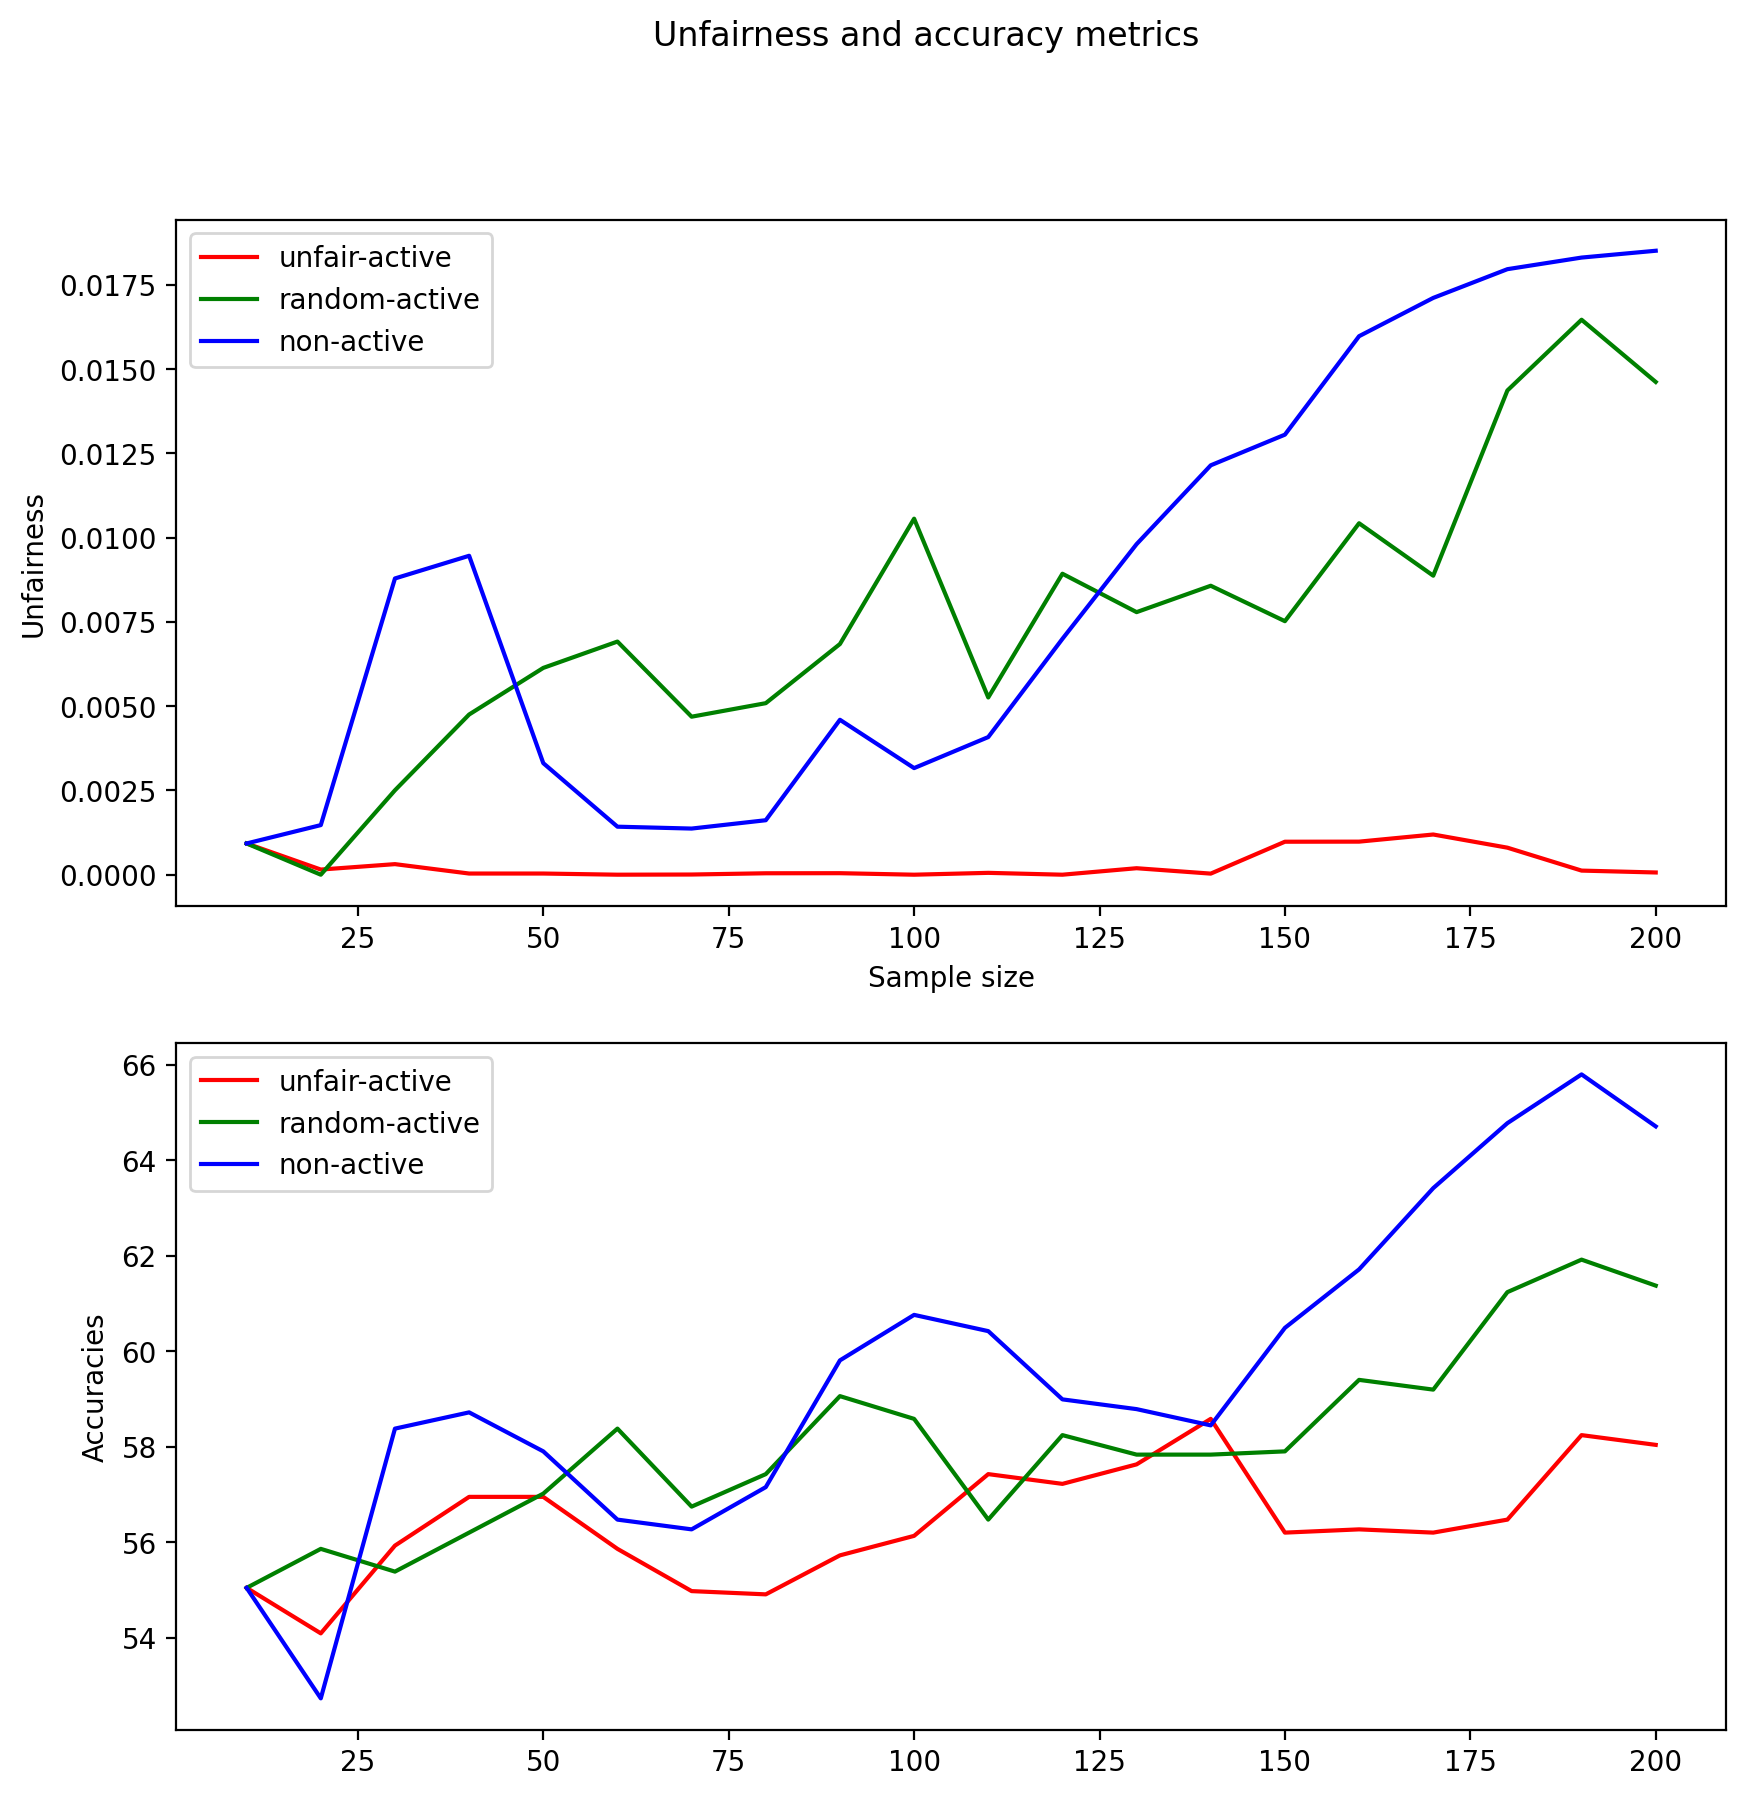 Unfairness and accuracy metrics
unfair-active
random-active
non-active
0.0175
0.0150
0.0125
0.0100
0.0075
0.0050
0.0025
0.0000
Unfairness
25 50 75 100 125 150 175 200
Sample size
unfair-active
random-active
non-active
66
64
62
60
58
56
54
Accuracies
25 50 75 100 125 150 175 200